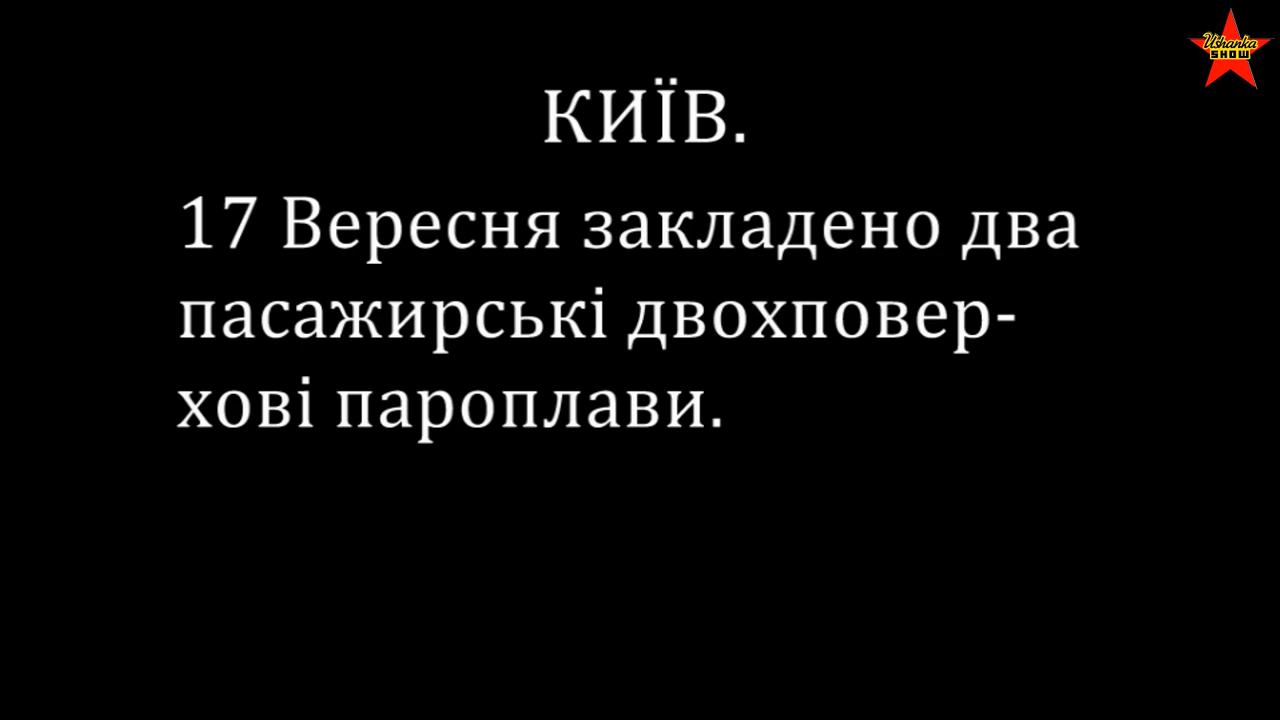 Ushanka
SHOW
КИЇВ.
17 Вересня закладено два
пасажирські двохповер-
хові пароплави.